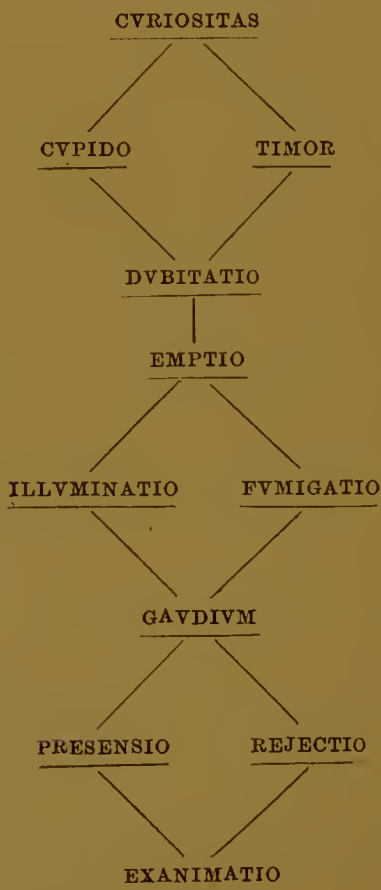 CVRIOSITAS
CVPIDO TIMOR
DVBITATIO
EMPTIO
ILLVMINATIO FVMIGATIO
GAVDIVM
PRESENSIO REJECTIO
EXANIMATIO